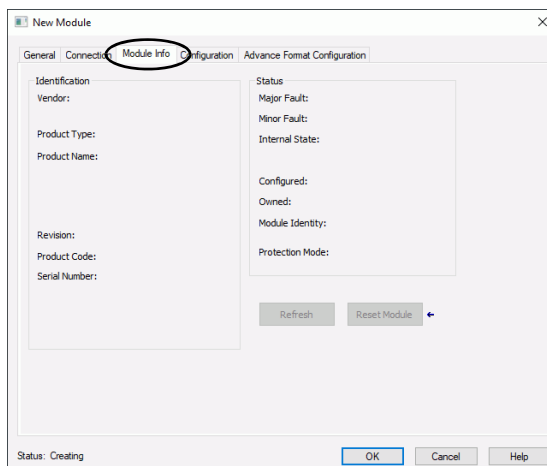 New Module
General Connection Module Info Configuration Advance Format Configuration
Identification
Vendor:
Product Type:
Product Name:
Revision:
Product Code:
Serial Number:
Status
Major Fault:
Minor Fault:
Internal State:
Configured:
Owned:
Module Identity:
Protection Mode:
Refresh Reset Module
Status: Creating
OK Cancel Help